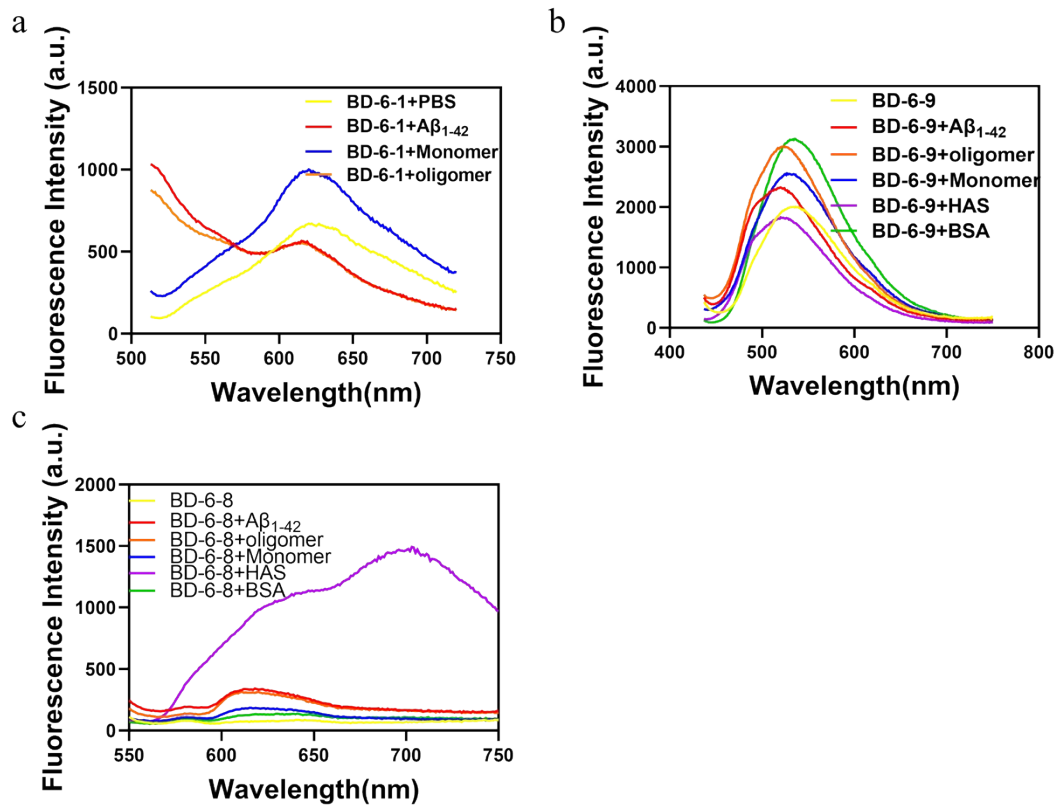 a
Fluorescence Intensity (a.u.)
1500
1000
500
0
500
550
600
650
700
750
Wavelength(nm)
BD-6-1+PBS
BD-6-1+Aβ1-42
BD-6-1+Monomer
BD-6-1+oligomer
b
Fluorescence Intensity (a.u.)
4000
3000
2000
1000
0
400
500
600
700
800
Wavelength(nm)
BD-6-9
BD-6-9+Aβ1-42
BD-6-9+oligomer
BD-6-9+Monomer
BD-6-9+HAS
BD-6-9+BSA
c
Fluorescence Intensity (a.u.)
2000
1500
1000
500
0
550
600
650
700
750
Wavelength(nm)
BD-6-8
BD-6-8+Aβ1-42
BD-6-8+oligomer
BD-6-8+Monomer
BD-6-8+HAS
BD-6-8+BSA